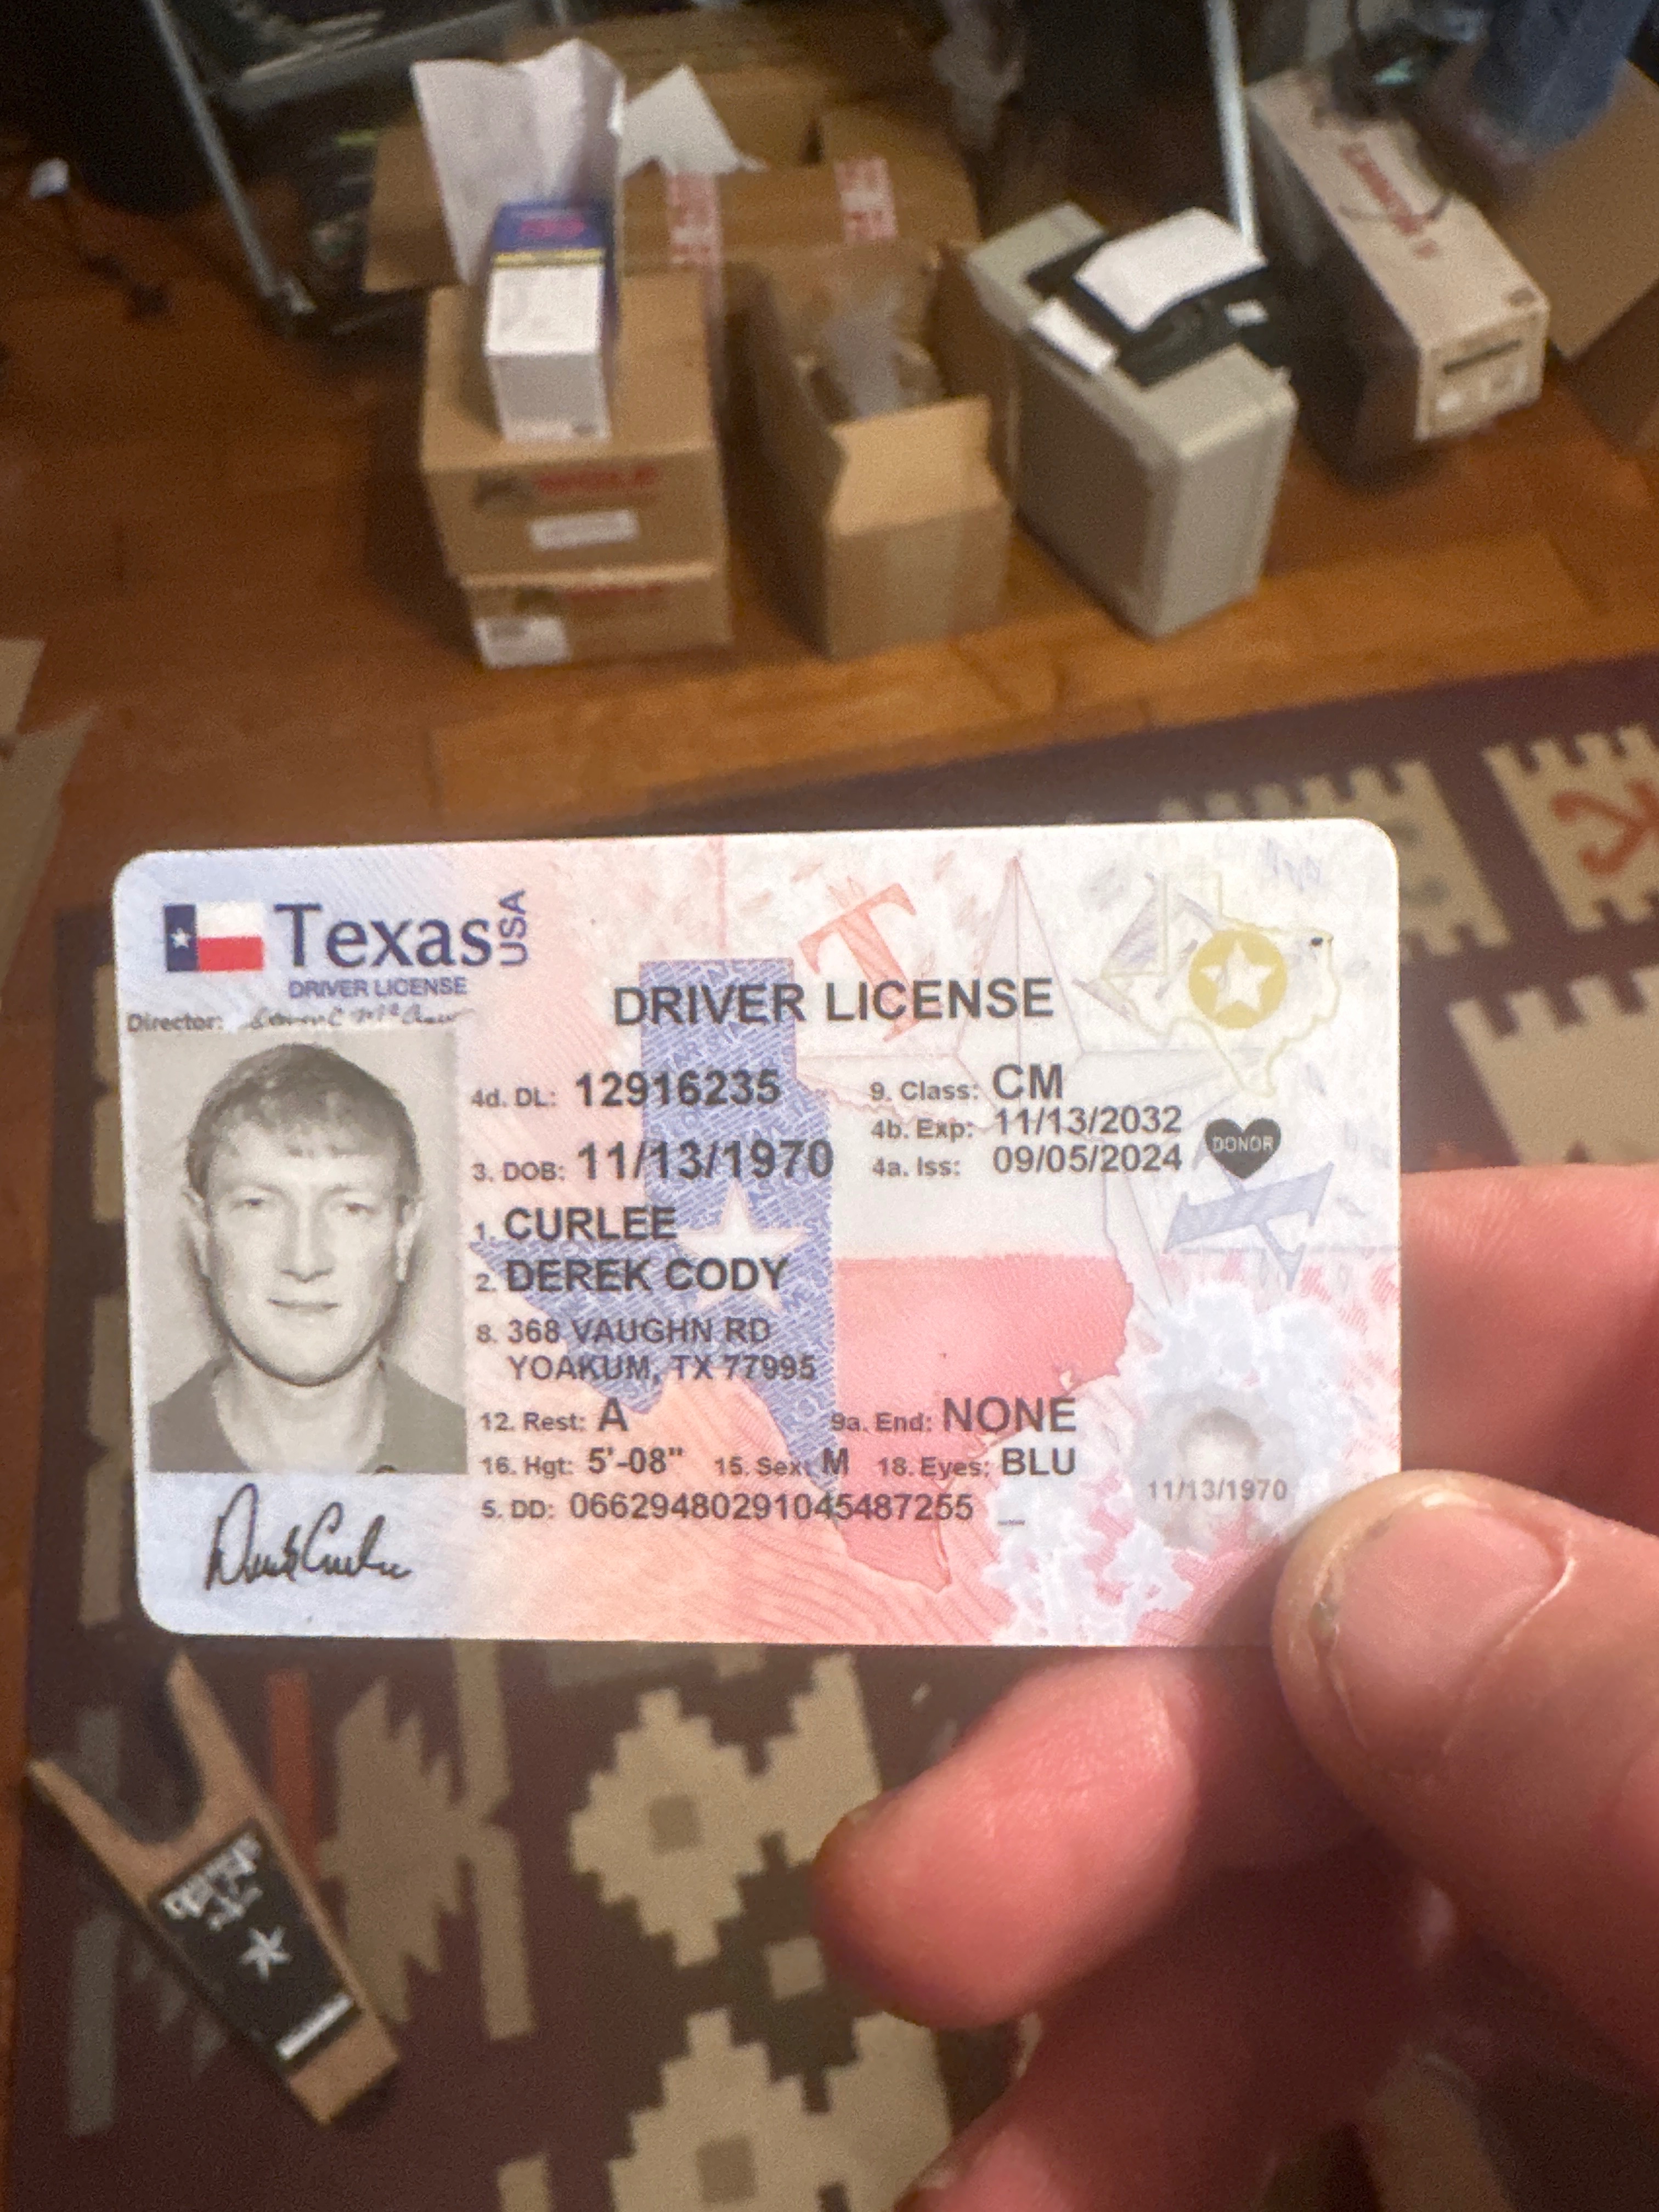 Texas USA
DRIVER LICENSE
Director:
DRIVER LICENSE
4d. DL: 12916235
9. Class: CM
4b. Exp: 11/13/2032
3. DOB: 11/13/1970
4a. Iss: 09/05/2024
DONOR
1. CURLEE
2. DEREK CODY
8. 368 VAUGHN RD
YOAKUM, TX 77995
12. Rest: A
9a. End: NONE
16. Hgt: 5'-08" 15. Sex: M 18. Eyes: BLU
5. DD: 06629480291045487255
11/13/1970